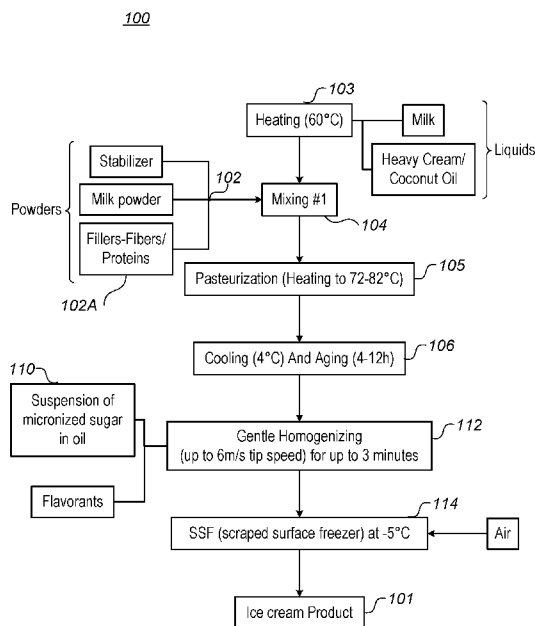 100
103
Heating (60°C)
Milk
Heavy Cream/
Coconut Oil
Liquids
Stabilizer
Milk powder
Fillers-Fibers/
Proteins
Powders
102
102A
Mixing #1
104
Pasteurization (Heating to 72-82°C)
105
Cooling (4°C) And Aging (4-12h)
106
110
Suspension of
micronized sugar
in oil
Flavorants
Gentle Homogenizing
(up to 6m/s tip speed) for up to 3 minutes
112
114
SSF (scraped surface freezer) at -5°C
Air
Ice cream Product
101